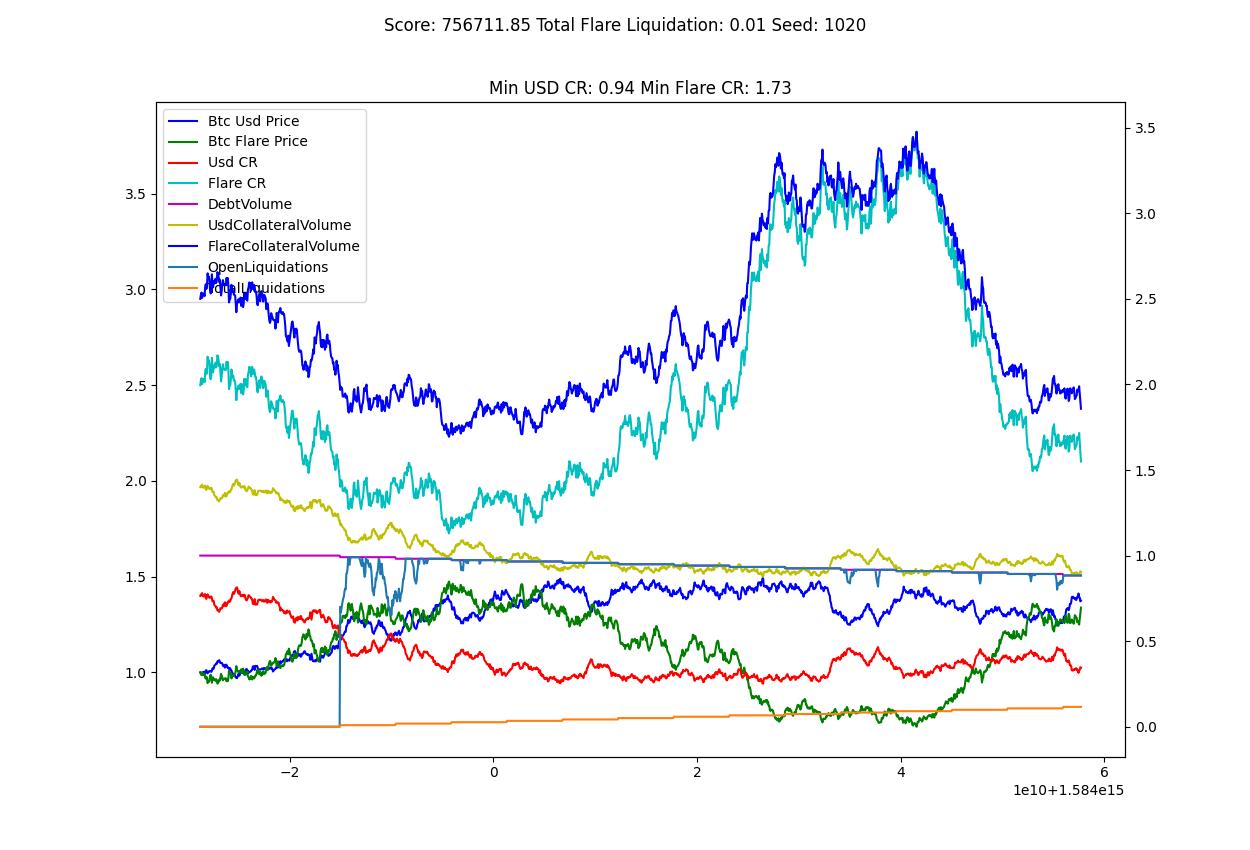 Score: 756711.85 Total Flare Liquidation: 0.01 Seed: 1020
Min USD CR: 0.94 Min Flare CR: 1.73
Btc Usd Price
Btc Flare Price
Usd CR
Flare CR
DebtVolume
UsdCollateralVolume
FlareCollateralVolume
OpenLiquidations
TotalLiquidations
3.5
3.0
2.5
2.0
1.5
1.0
3.5
3.0
2.5
2.0
1.5
1.0
0.5
0.0
−2 0 2 4 6
1e10+1.584e15